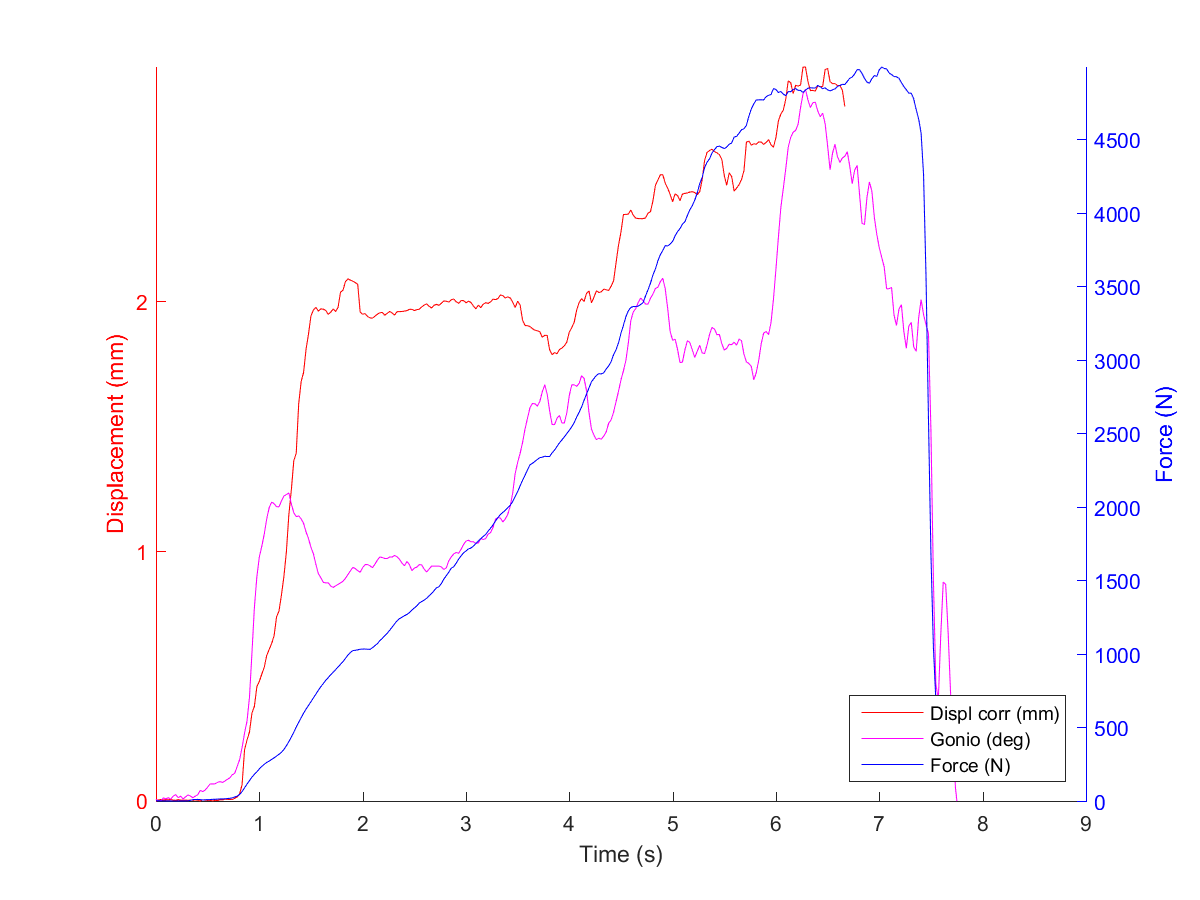 Displacement (mm)
2
1
0
4500
4000
3500
3000
2500
2000
1500
1000
500
0
Force (N)
Displ corr (mm)
Gonio (deg)
Force (N)
0 1 2 3 4 5 6 7 8 9
Time (s)